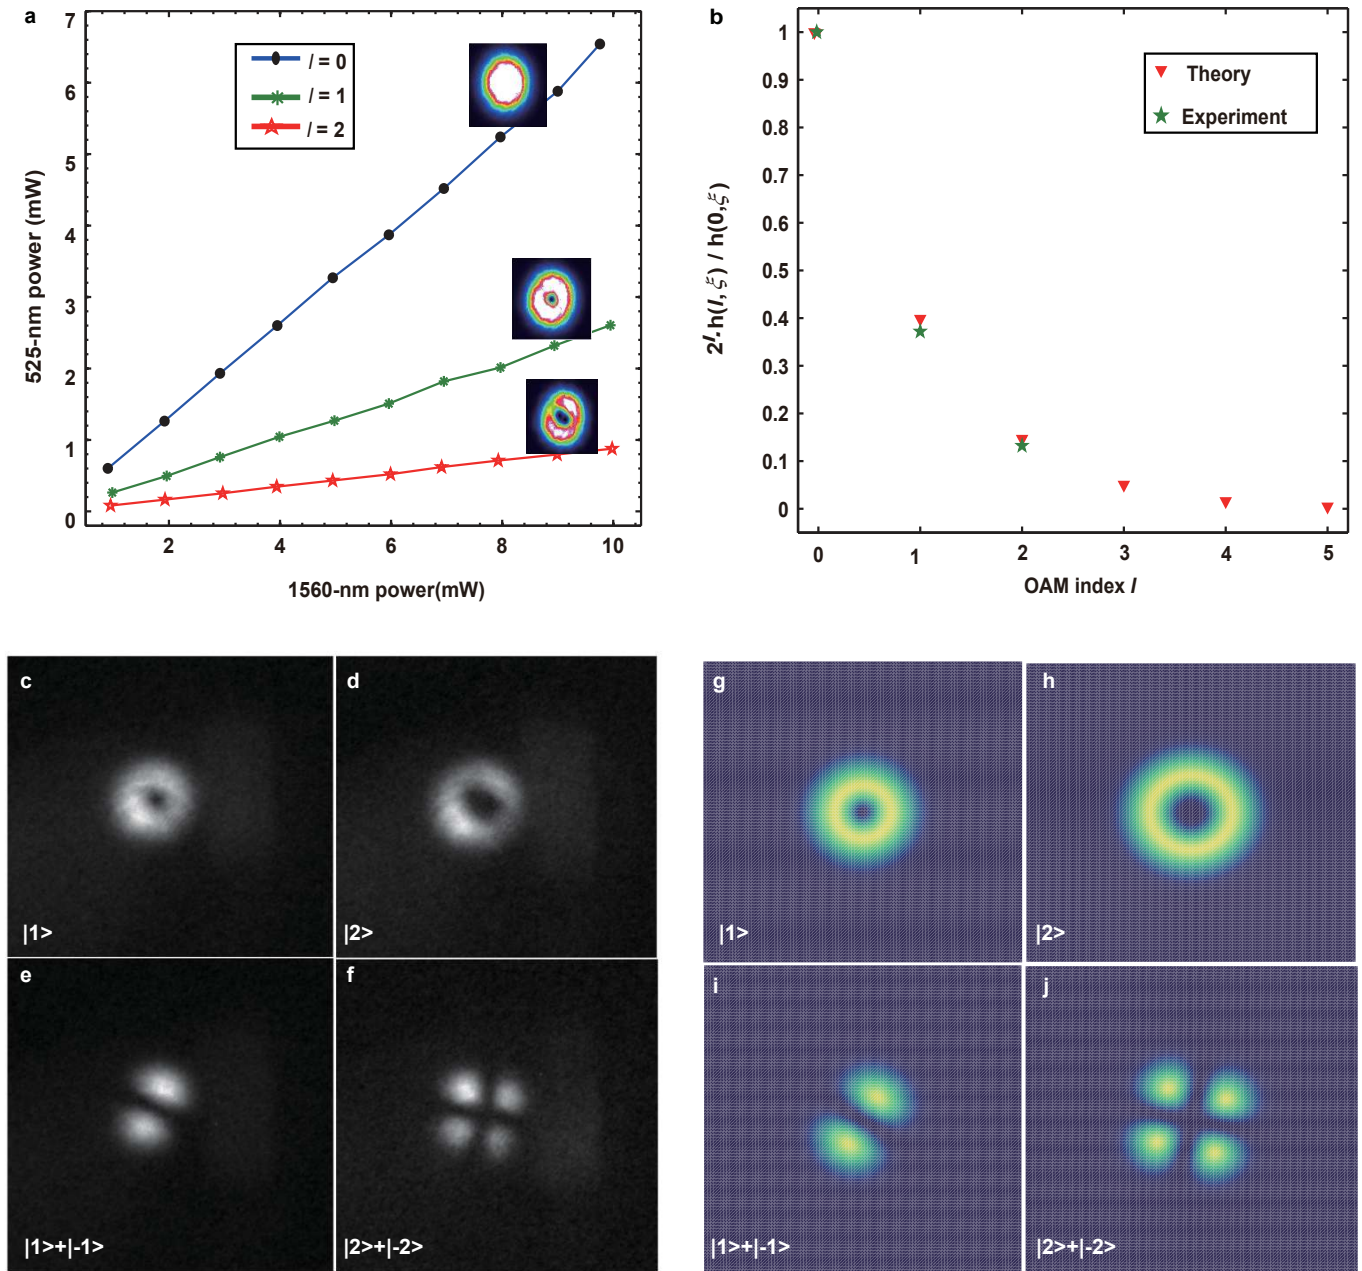 a
7
6
5
4
3
2
1
0
525-nm power (mW)
l = 0
l = 1
l = 2
2
4
6
8
10
1560-nm power(mW)
b
1
0.9
0.8
0.7
0.6
0.5
0.4
0.3
0.2
0.1
0
2^l·h(l,ξ) / h(0,ξ)
Theory
Experiment
0
1
2
3
4
5
OAM index l
c
|1>
d
|2>
e
|1>+|-1>
f
|2>+|-2>
g
|1>
h
|2>
i
|1>+|-1>
j
|2>+|-2>